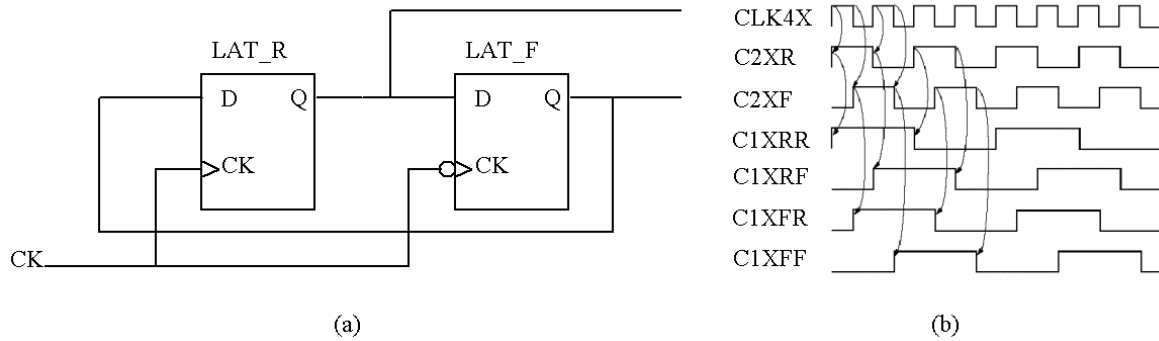 LAT_R
LAT_F
D
Q
D
Q
CK
CK
CK
(a)
CLK4X
C2XR
C2XF
C1XRR
C1XRF
C1XFR
C1XFF
(b)